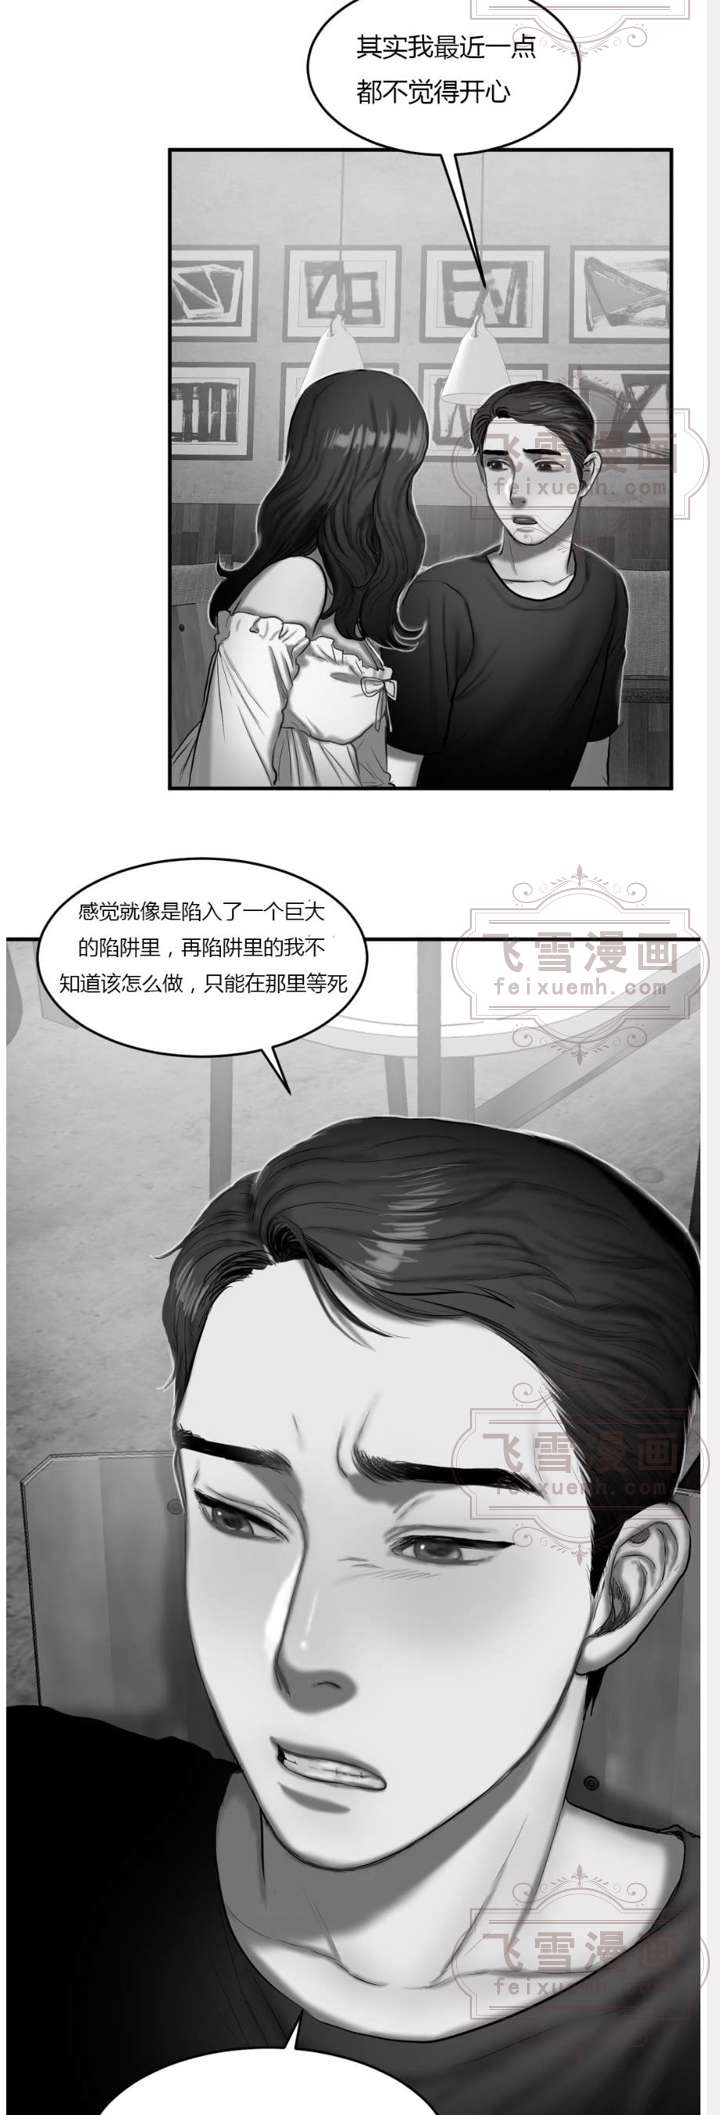 其实我最近一点
都不觉得开心
飞雪漫画
feixuemh.com
感觉就像是陷入了一个巨大
的陷阱里，再陷阱里的我不
知道该怎么做，只能在那里等死
飞雪漫画
feixuemh.com
飞雪漫画
feixuemh.com
飞雪漫画
feixuemh.com